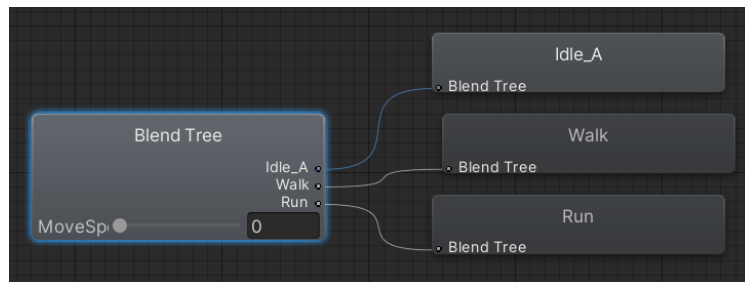 Blend Tree
Idle_A
Walk
Run
MoveSp
0
Idle_A
Blend Tree
Walk
Blend Tree
Run
Blend Tree